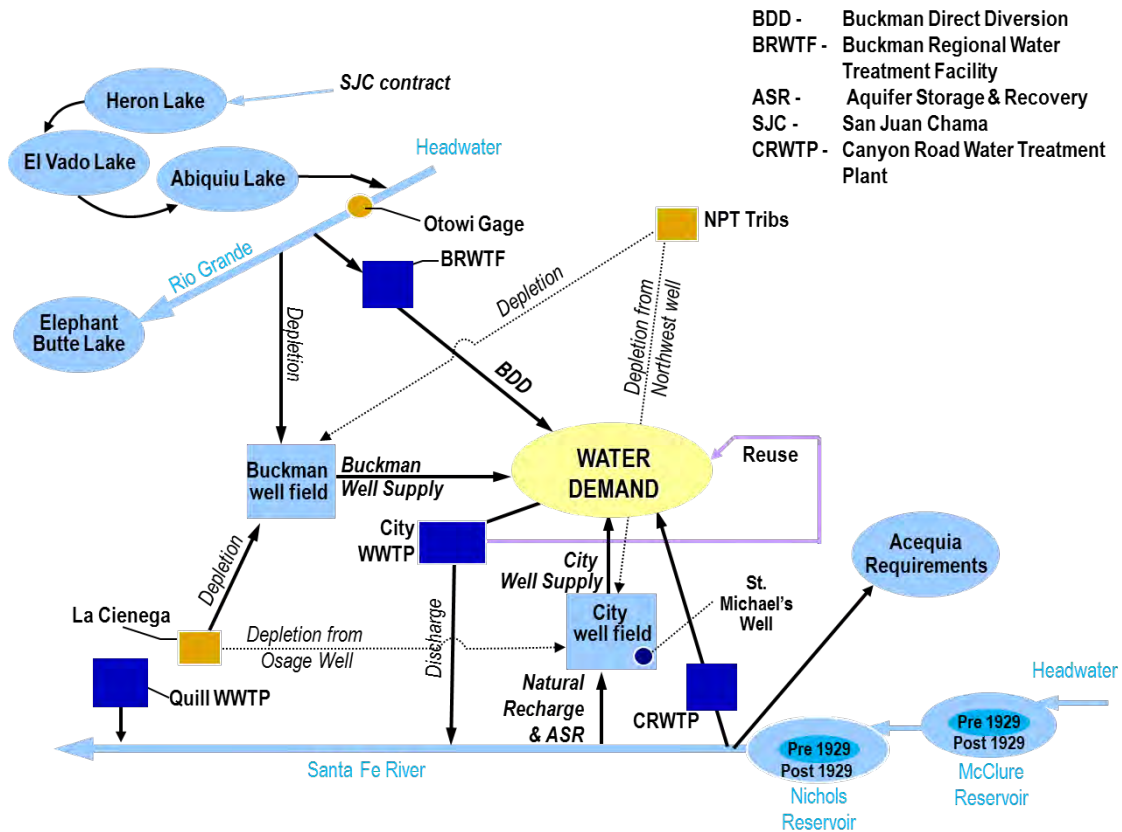 BDD - Buckman Direct Diversion
BRWTF - Buckman Regional Water
Treatment Facility
ASR - Aquifer Storage & Recovery
SJC - San Juan Chama
CRWTP - Canyon Road Water Treatment
Plant
SJC contract
Heron Lake
El Vado Lake
Abiquiu Lake
Headwater
Otowi Gage
NPT Tribs
BRWTF
Rio Grande
Elephant
Butte Lake
Depletion
Depletion
Depletion from
Northwest well
BDD
Buckman
well field
Buckman
Well Supply
WATER
DEMAND
Reuse
City
WWTP
Acequia
Requirements
Depletion
City
Well Supply
St.
Michael's
Well
La Cienega
Depletion from
Osage Well
Discharge
City
well field
Quill WWTP
Natural
Recharge
& ASR
CRWTP
Headwater
Pre 1929
Post 1929
McClure
Reservoir
Pre 1929
Post 1929
Nichols
Reservoir
Santa Fe River